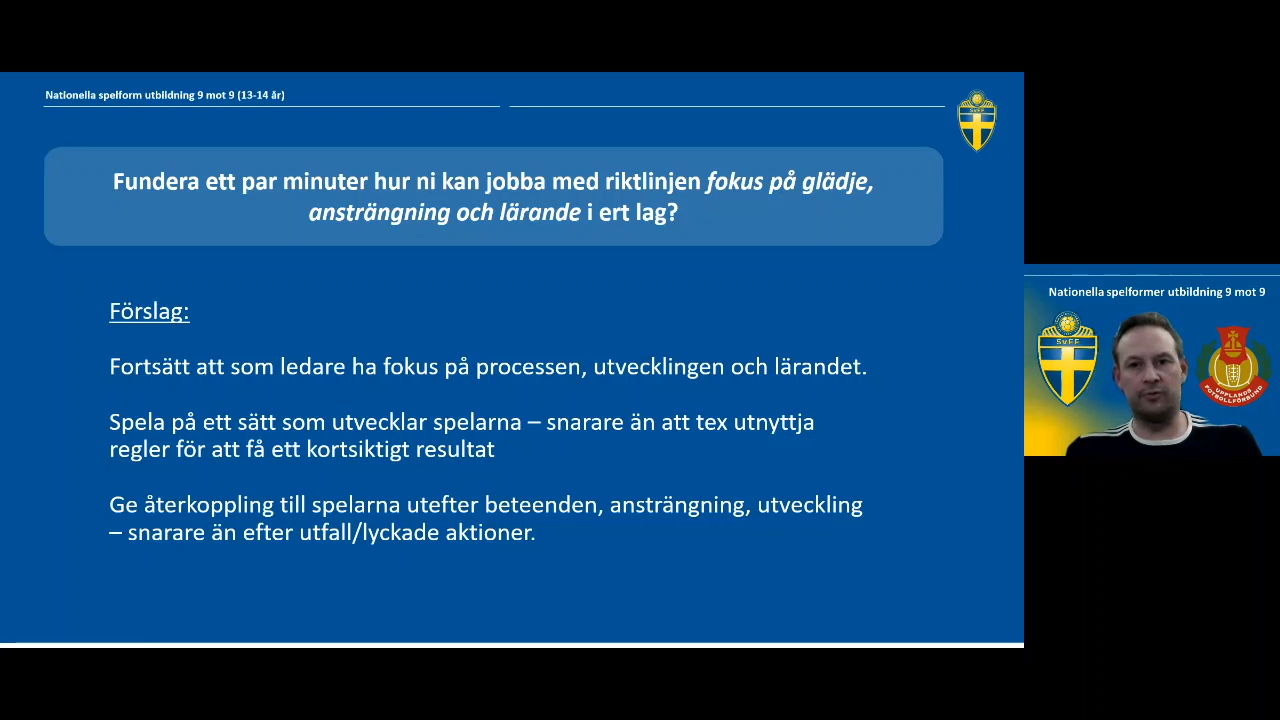 Nationella spelform utbildning 9 mot 9 (13-14 år)
SvFF
Fundera ett par minuter hur ni kan jobba med riktlinjen fokus på glädje,
ansträngning och lärande i ert lag?
Förslag:
Fortsätt att som ledare ha fokus på processen, utvecklingen och lärandet.
Spela på ett sätt som utvecklar spelarna – snarare än att tex utnyttja
regler för att få ett kortsiktigt resultat
Ge återkoppling till spelarna utefter beteenden, ansträngning, utveckling
– snarare än efter utfall/lyckade aktioner.
Nationella spelformer utbildning 9 mot 9
SvFF
UPPLANDS
FOTBOLLFÖRBUND